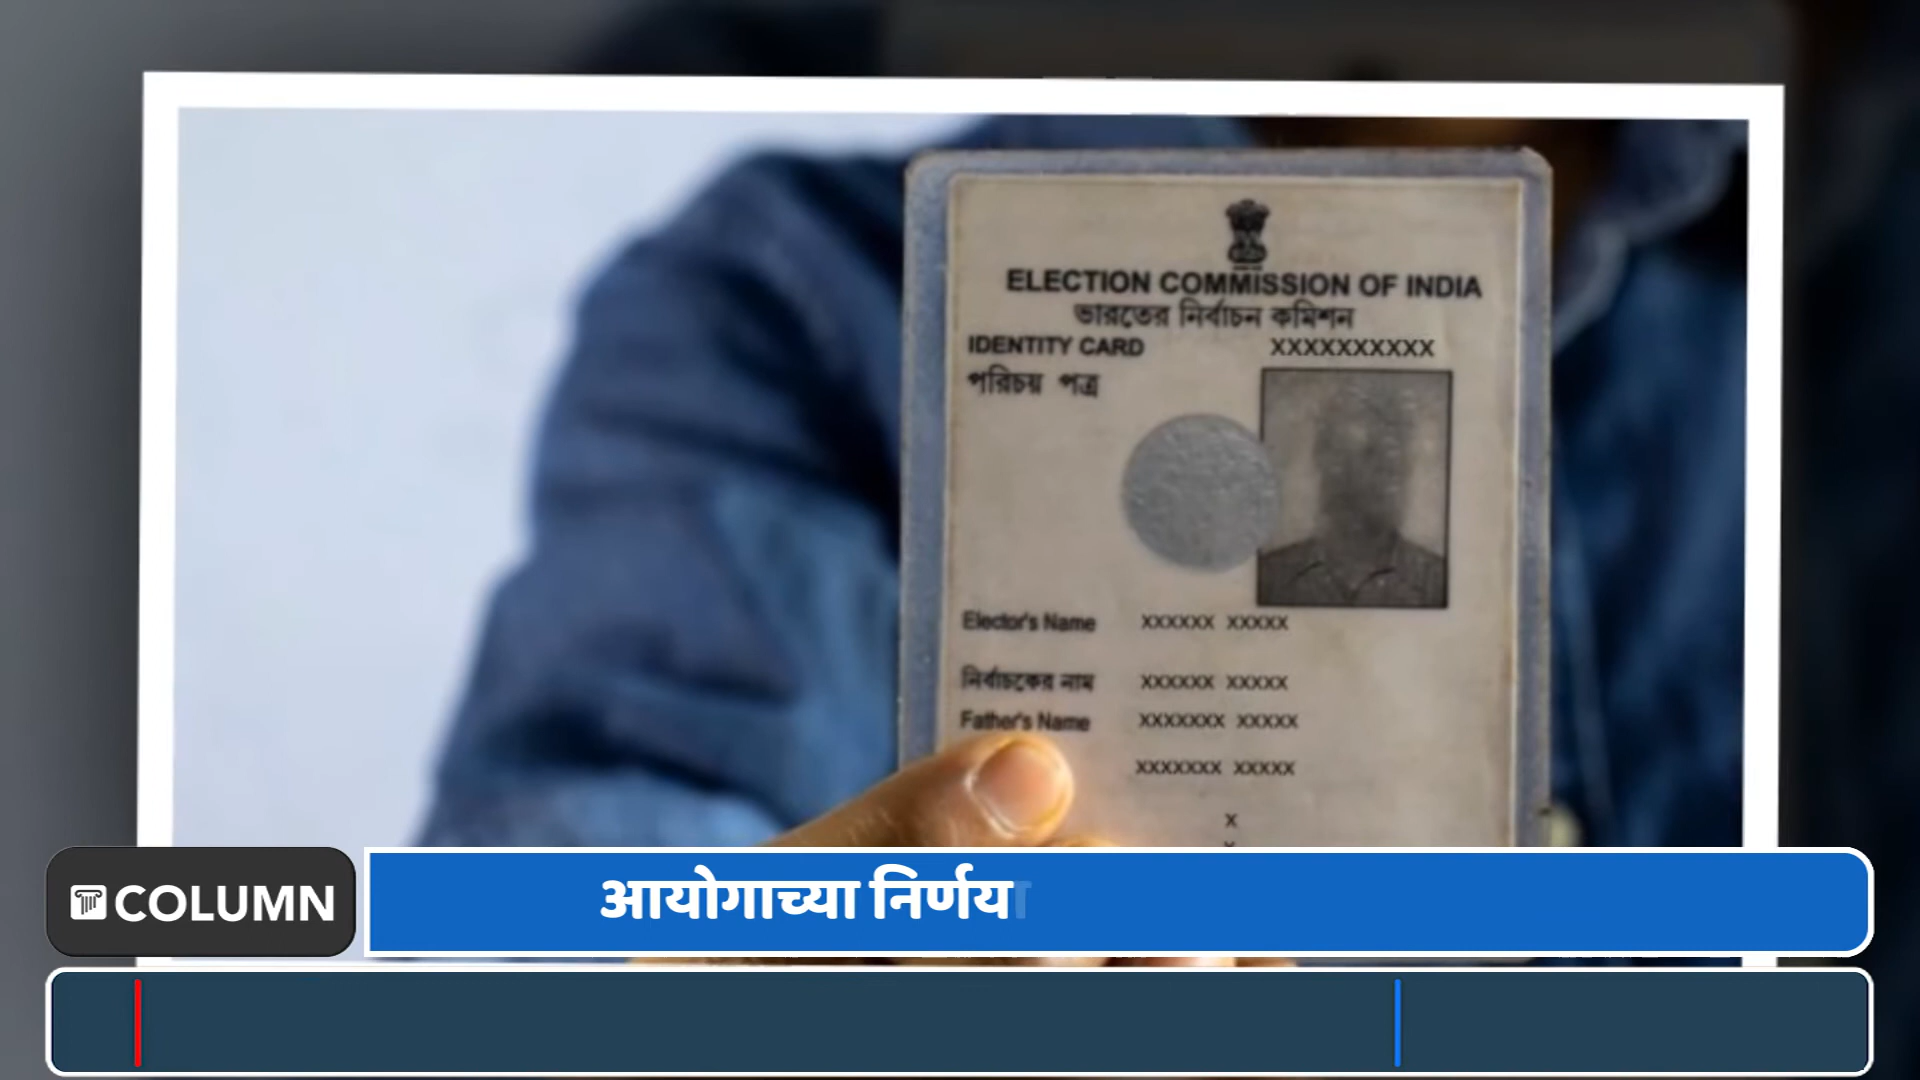 ELECTION COMMISSION OF INDIA
ভারতের নির্বাচন কমিশন
IDENTITY CARD XXXXXXXXXX
পরিচয় পত্র
Elector's Name XXXXXX XXXXX
নির্বাচকের নাম XXXXXX XXXXX
Father's Name XXXXXXX XXXXX
XXXXXXX XXXXX
X
COLUMN
आयोगाच्या निर्णया